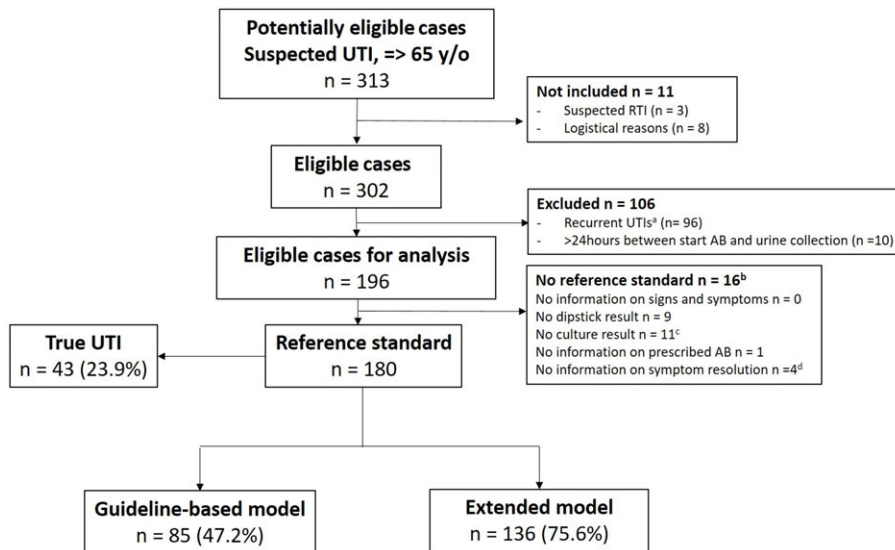 Potentially eligible cases
Suspected UTI, => 65 y/o
n = 313
Not included n = 11
- Suspected RTI (n = 3)
- Logistical reasons (n = 8)
Eligible cases
n = 302
Excluded n = 106
- Recurrent UTIsᵃ (n= 96)
- >24hours between start AB and urine collection (n =10)
Eligible cases for analysis
n = 196
No reference standard n = 16ᵇ
No information on signs and symptoms n = 0
No dipstick result n = 9
No culture result n = 11ᶜ
No information on prescribed AB n = 1
No information on symptom resolution n =4ᵈ
True UTI
n = 43 (23.9%)
Reference standard
n = 180
Guideline-based model
n = 85 (47.2%)
Extended model
n = 136 (75.6%)